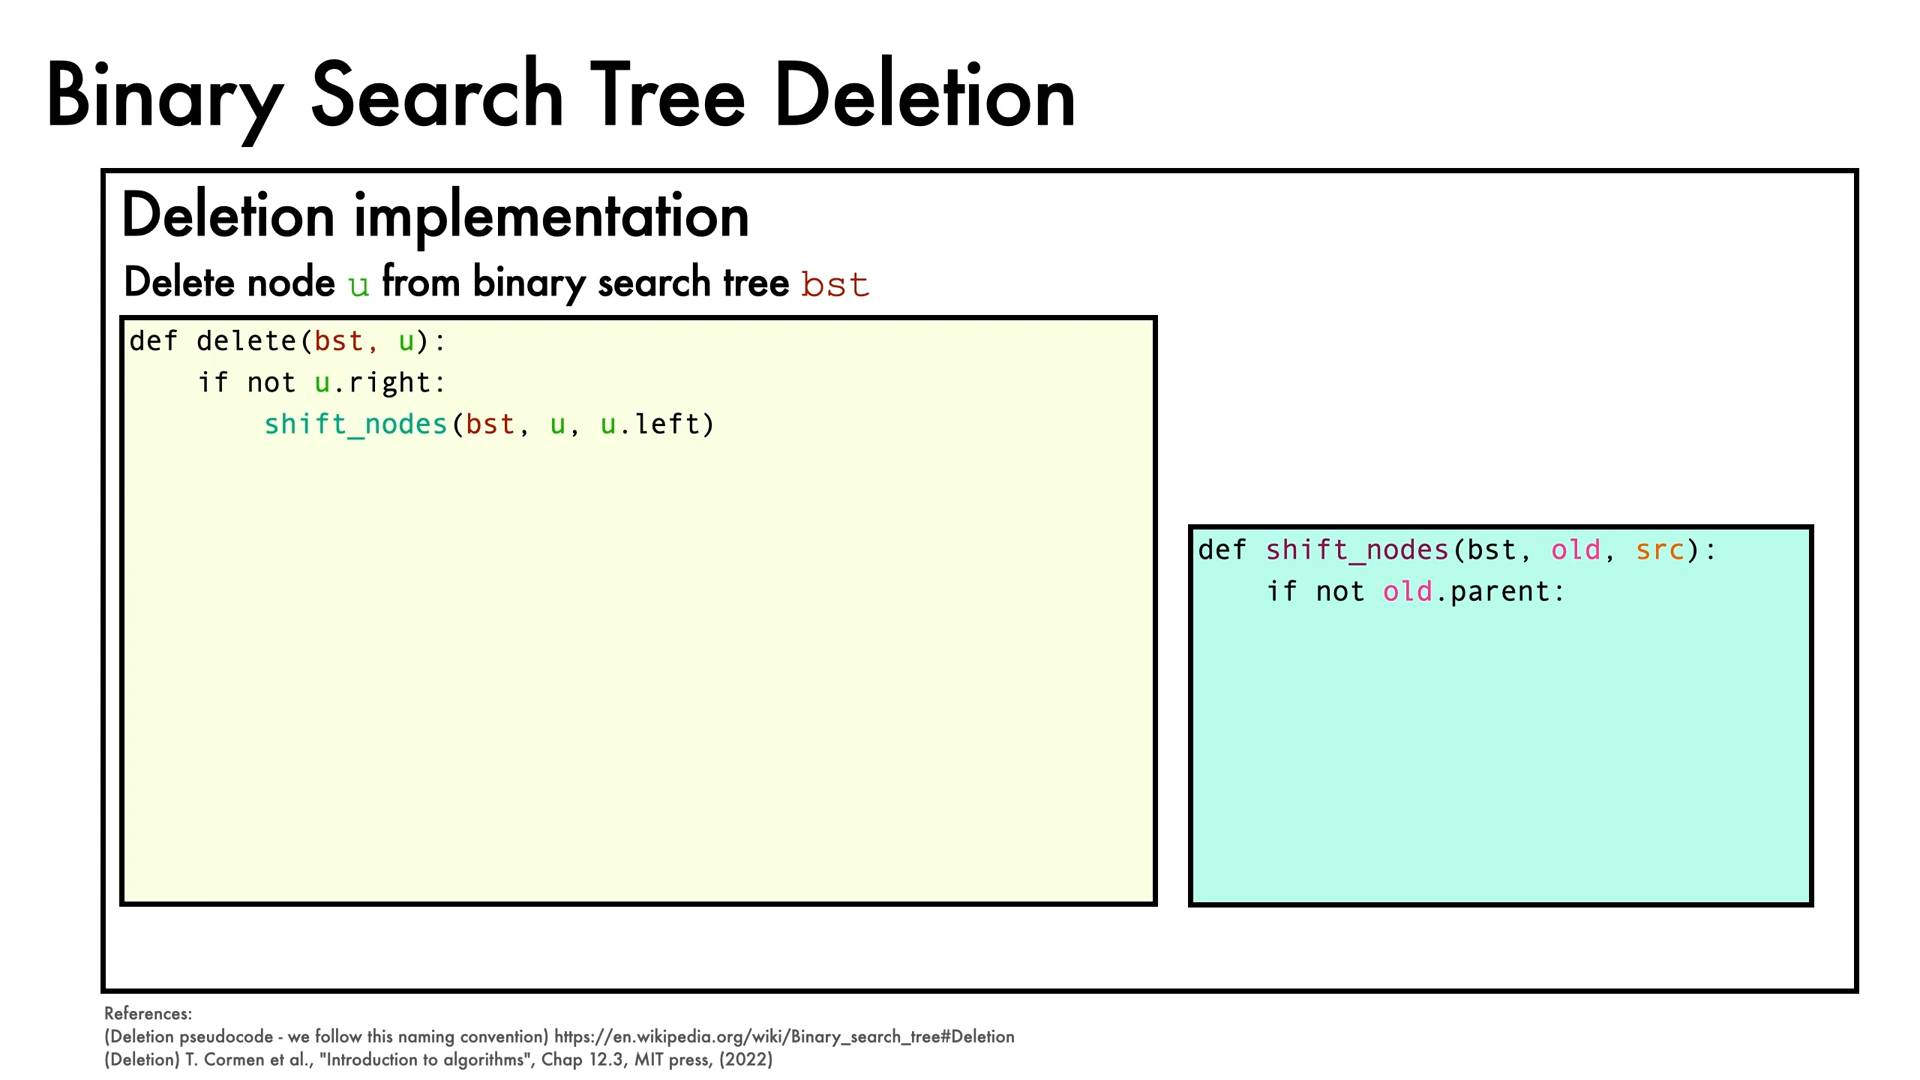 Binary Search Tree Deletion
Deletion implementation
Delete node u from binary search tree bst
def delete(bst, u):
    if not u.right:
        shift_nodes(bst, u, u.left)
def shift_nodes(bst, old, src):
    if not old.parent:
References:
(Deletion pseudocode - we follow this naming convention) https://en.wikipedia.org/wiki/Binary_search_tree#Deletion
(Deletion) T. Cormen et al., "Introduction to algorithms", Chap 12.3, MIT press, (2022)